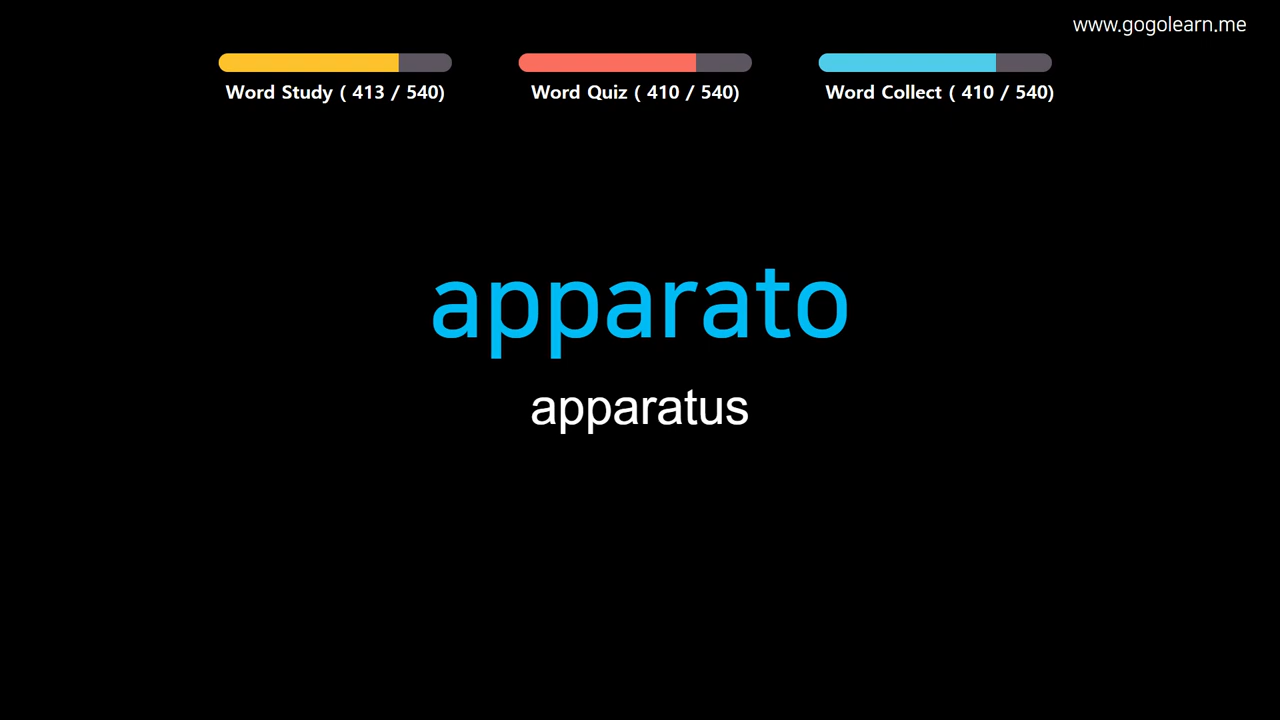 www.gogolearn.me
Word Study ( 413 / 540)
Word Quiz ( 410 / 540)
Word Collect ( 410 / 540)
apparato
apparatus